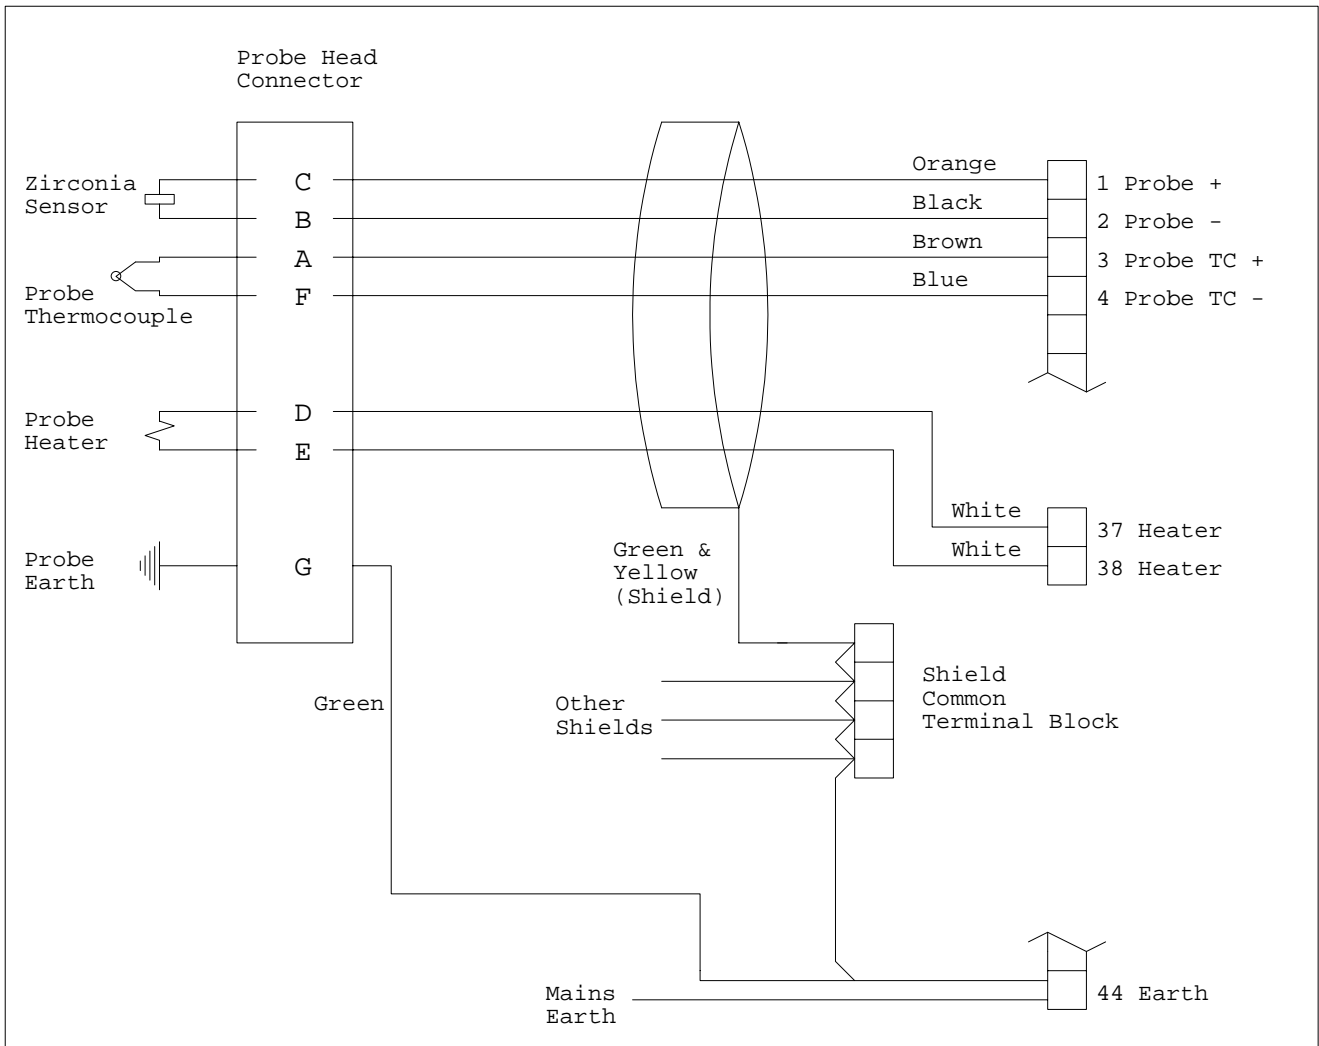 Probe Head
Connector
Zirconia
Sensor
C
Orange
1 Probe +
B
Black
2 Probe -
Probe
Thermocouple
A
Brown
3 Probe TC +
F
Blue
4 Probe TC -
Probe
Heater
D
E
White
37 Heater
White
38 Heater
Probe
Earth
G
Green &
Yellow
(Shield)
Green
Other
Shields
Shield
Common
Terminal Block
Mains
Earth
44 Earth